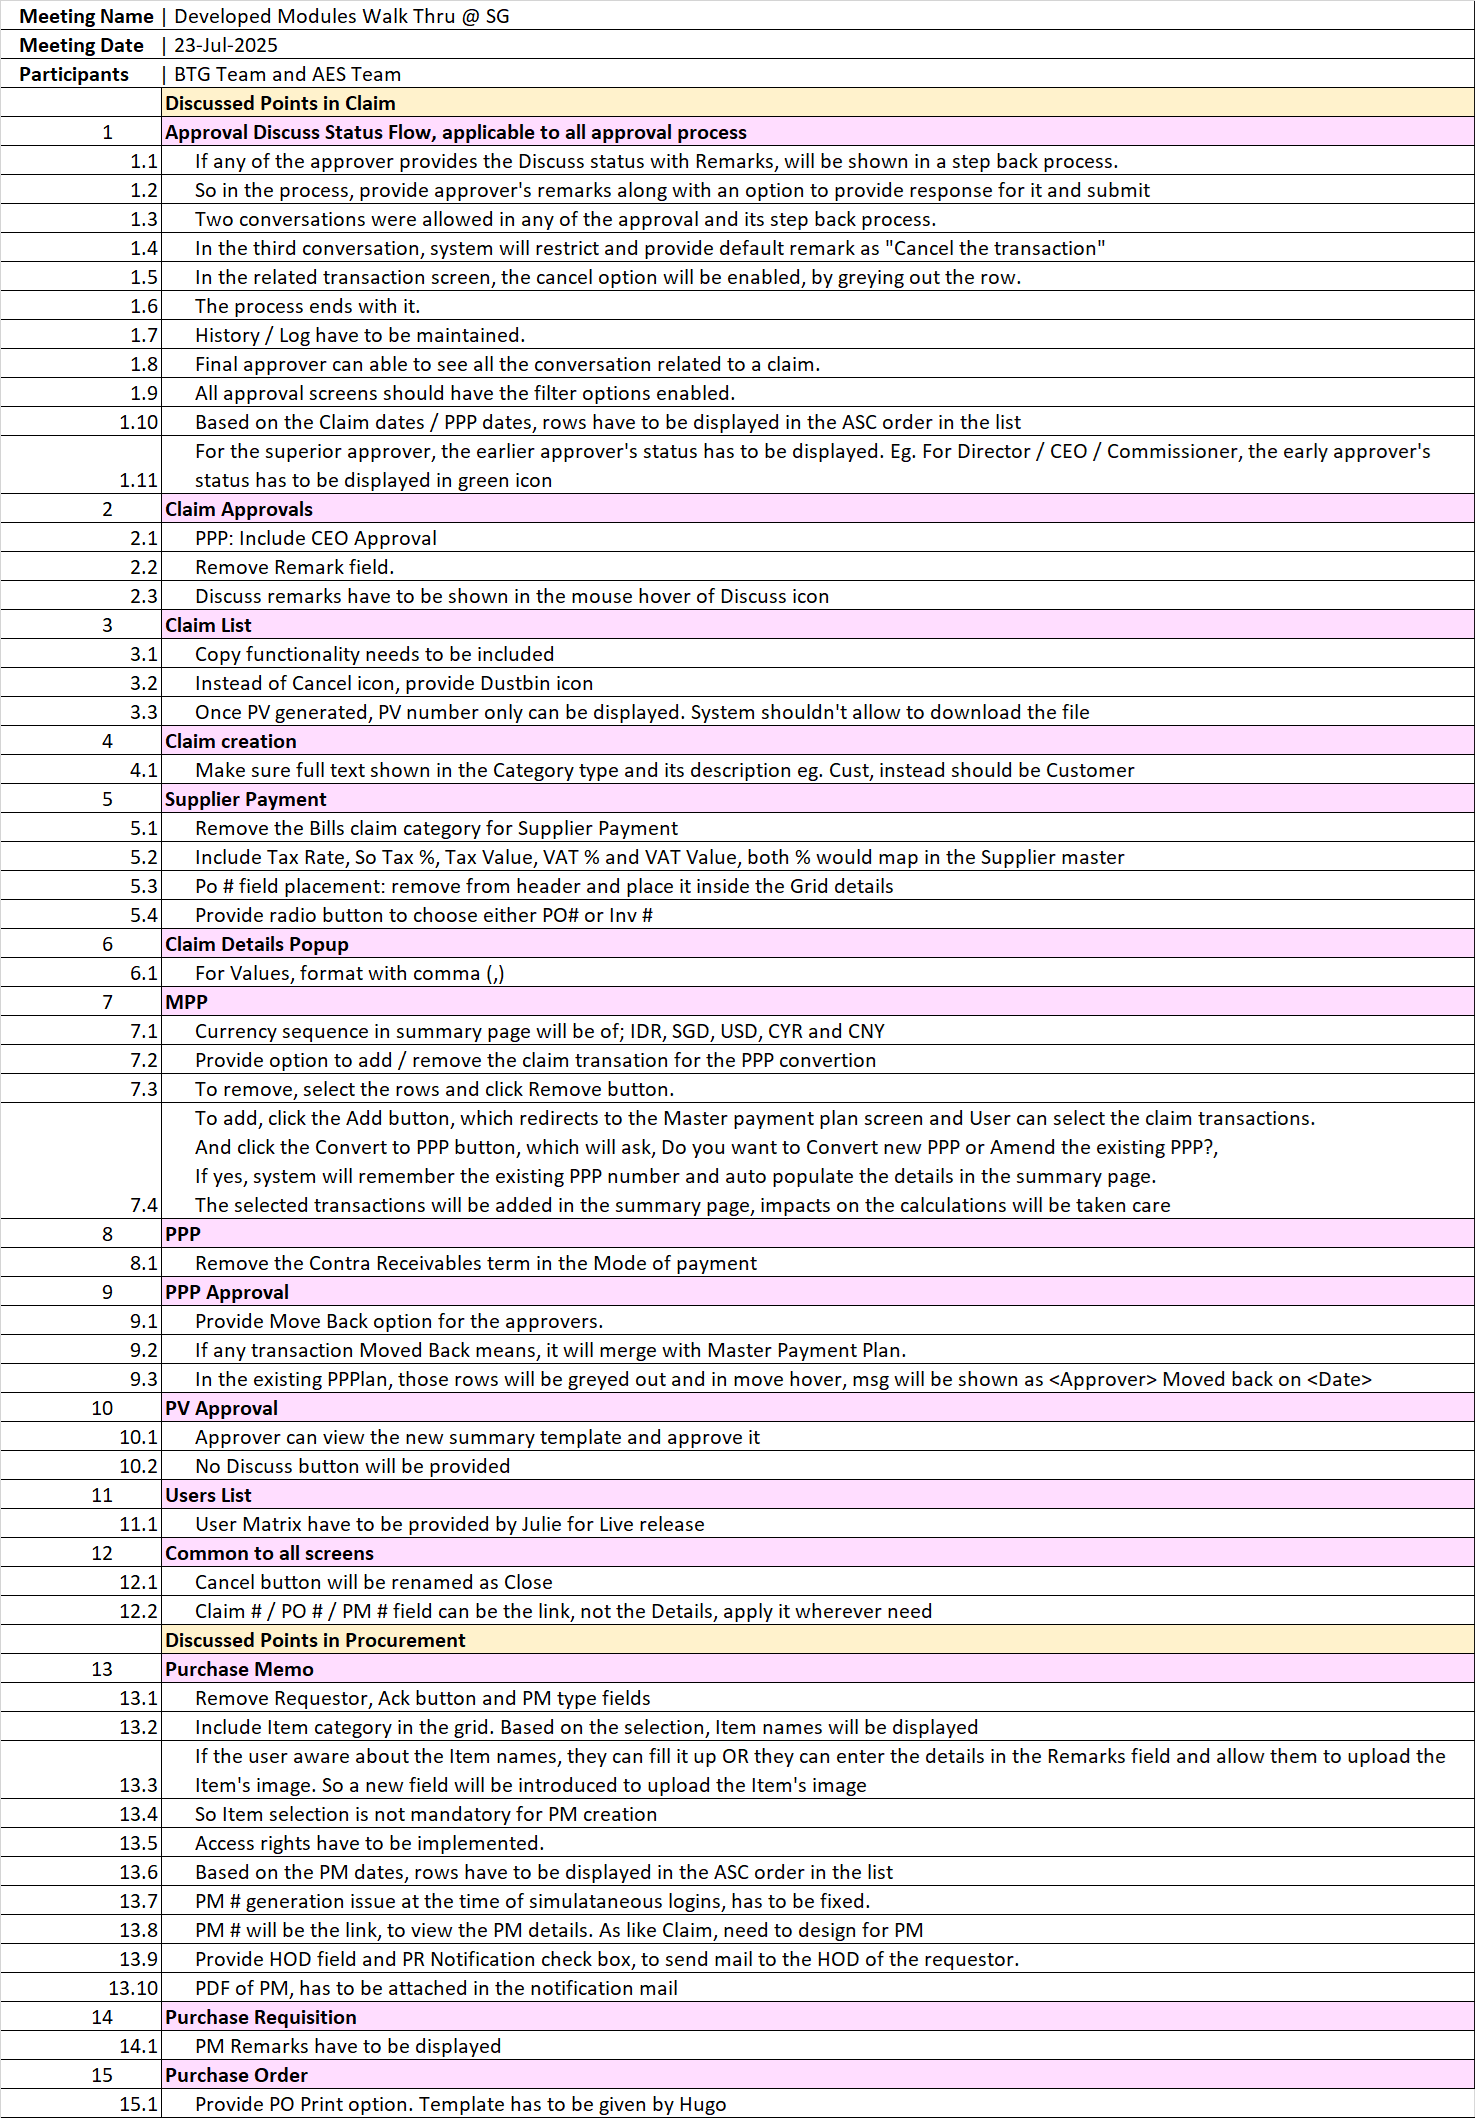 Meeting Name | Developed Modules Walk Thru @ SG
Meeting Date | 23-Jul-2025
Participants | BTG Team and AES Team
Discussed Points in Claim
1 Approval Discuss Status Flow, applicable to all approval process
1.1 If any of the approver provides the Discuss status with Remarks, will be shown in a step back process.
1.2 So in the process, provide approver's remarks along with an option to provide response for it and submit
1.3 Two conversations were allowed in any of the approval and its step back process.
1.4 In the third conversation, system will restrict and provide default remark as "Cancel the transaction"
1.5 In the related transaction screen, the cancel option will be enabled, by greying out the row.
1.6 The process ends with it.
1.7 History / Log have to be maintained.
1.8 Final approver can able to see all the conversation related to a claim.
1.9 All approval screens should have the filter options enabled.
1.10 Based on the Claim dates / PPP dates, rows have to be displayed in the ASC order in the list
For the superior approver, the earlier approver's status has to be displayed. Eg. For Director / CEO / Commissioner, the early approver's
1.11 status has to be displayed in green icon
2 Claim Approvals
2.1 PPP: Include CEO Approval
2.2 Remove Remark field.
2.3 Discuss remarks have to be shown in the mouse hover of Discuss icon
3 Claim List
3.1 Copy functionality needs to be included
3.2 Instead of Cancel icon, provide Dustbin icon
3.3 Once PV generated, PV number only can be displayed. System shouldn't allow to download the file
4 Claim creation
4.1 Make sure full text shown in the Category type and its description eg. Cust, instead should be Customer
5 Supplier Payment
5.1 Remove the Bills claim category for Supplier Payment
5.2 Include Tax Rate, So Tax %, Tax Value, VAT % and VAT Value, both % would map in the Supplier master
5.3 Po # field placement: remove from header and place it inside the Grid details
5.4 Provide radio button to choose either PO# or Inv #
6 Claim Details Popup
6.1 For Values, format with comma (,)
7 MPP
7.1 Currency sequence in summary page will be of; IDR, SGD, USD, CYR and CNY
7.2 Provide option to add / remove the claim transation for the PPP convertion
7.3 To remove, select the rows and click Remove button.
To add, click the Add button, which redirects to the Master payment plan screen and User can select the claim transactions.
And click the Convert to PPP button, which will ask, Do you want to Convert new PPP or Amend the existing PPP?,
If yes, system will remember the existing PPP number and auto populate the details in the summary page.
7.4 The selected transactions will be added in the summary page, impacts on the calculations will be taken care
8 PPP
8.1 Remove the Contra Receivables term in the Mode of payment
9 PPP Approval
9.1 Provide Move Back option for the approvers.
9.2 If any transaction Moved Back means, it will merge with Master Payment Plan.
9.3 In the existing PPPlan, those rows will be greyed out and in move hover, msg will be shown as <Approver> Moved back on <Date>
10 PV Approval
10.1 Approver can view the new summary template and approve it
10.2 No Discuss button will be provided
11 Users List
11.1 User Matrix have to be provided by Julie for Live release
12 Common to all screens
12.1 Cancel button will be renamed as Close
12.2 Claim # / PO # / PM # field can be the link, not the Details, apply it wherever need
Discussed Points in Procurement
13 Purchase Memo
13.1 Remove Requestor, Ack button and PM type fields
13.2 Include Item category in the grid. Based on the selection, Item names will be displayed
If the user aware about the Item names, they can fill it up OR they can enter the details in the Remarks field and allow them to upload the
13.3 Item's image. So a new field will be introduced to upload the Item's image
13.4 So Item selection is not mandatory for PM creation
13.5 Access rights have to be implemented.
13.6 Based on the PM dates, rows have to be displayed in the ASC order in the list
13.7 PM # generation issue at the time of simulataneous logins, has to be fixed.
13.8 PM # will be the link, to view the PM details. As like Claim, need to design for PM
13.9 Provide HOD field and PR Notification check box, to send mail to the HOD of the requestor.
13.10 PDF of PM, has to be attached in the notification mail
14 Purchase Requisition
14.1 PM Remarks have to be displayed
15 Purchase Order
15.1 Provide PO Print option. Template has to be given by Hugo